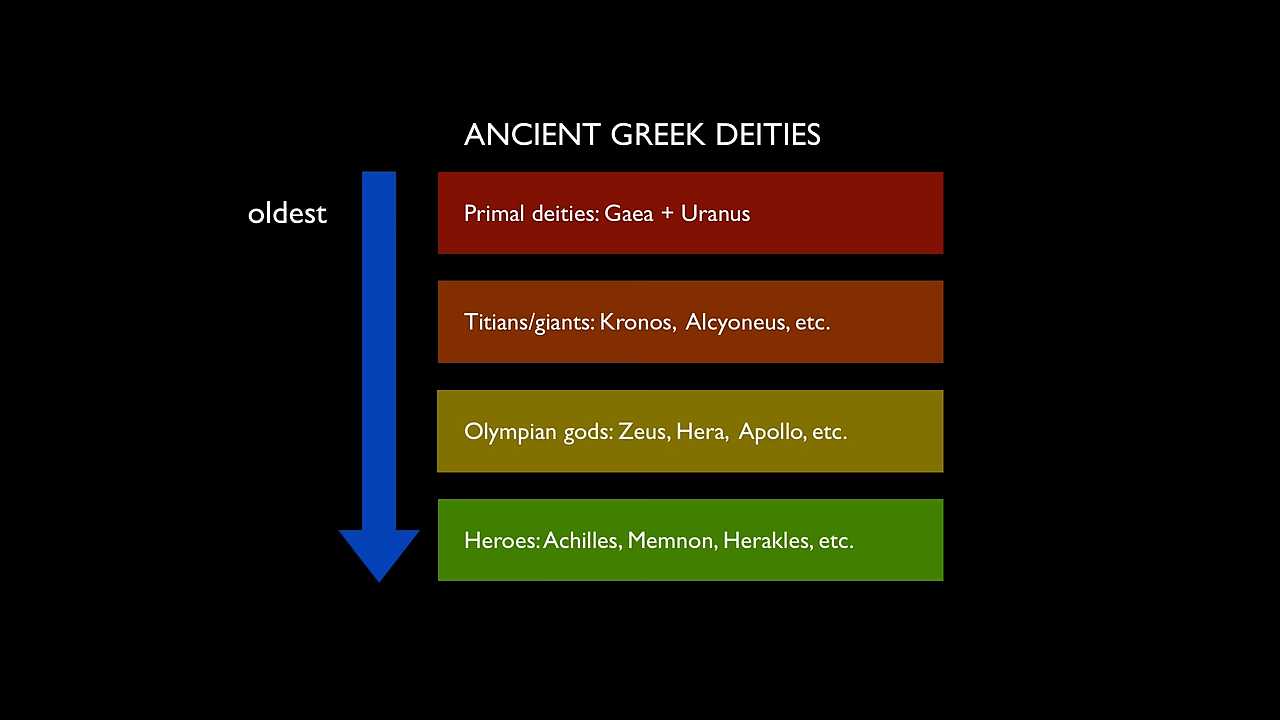 ANCIENT GREEK DEITIES
oldest
Primal deities: Gaea + Uranus
Titians/giants: Kronos, Alcyoneus, etc.
Olympian gods: Zeus, Hera, Apollo, etc.
Heroes: Achilles, Memnon, Herakles, etc.